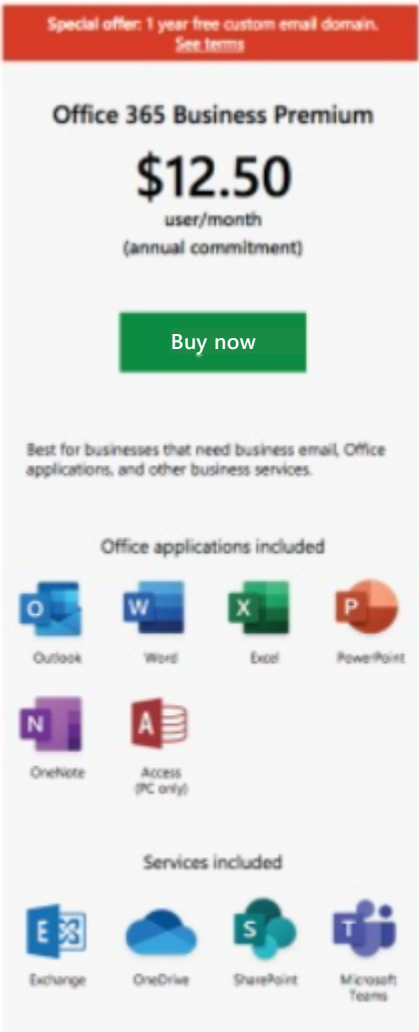 Special offer: 1 year free custom email domain.
See terms
Office 365 Business Premium
$12.50
user/month
(annual commitment)
Buy now
Best for businesses that need business email, Office
applications, and other business services.
Office applications included
O W X P
Outlook Word Excel PowerPoint
N A
OneNote Access
(PC only)
Services included
E S T
Exchange OneDrive SharePoint Microsoft
Teams